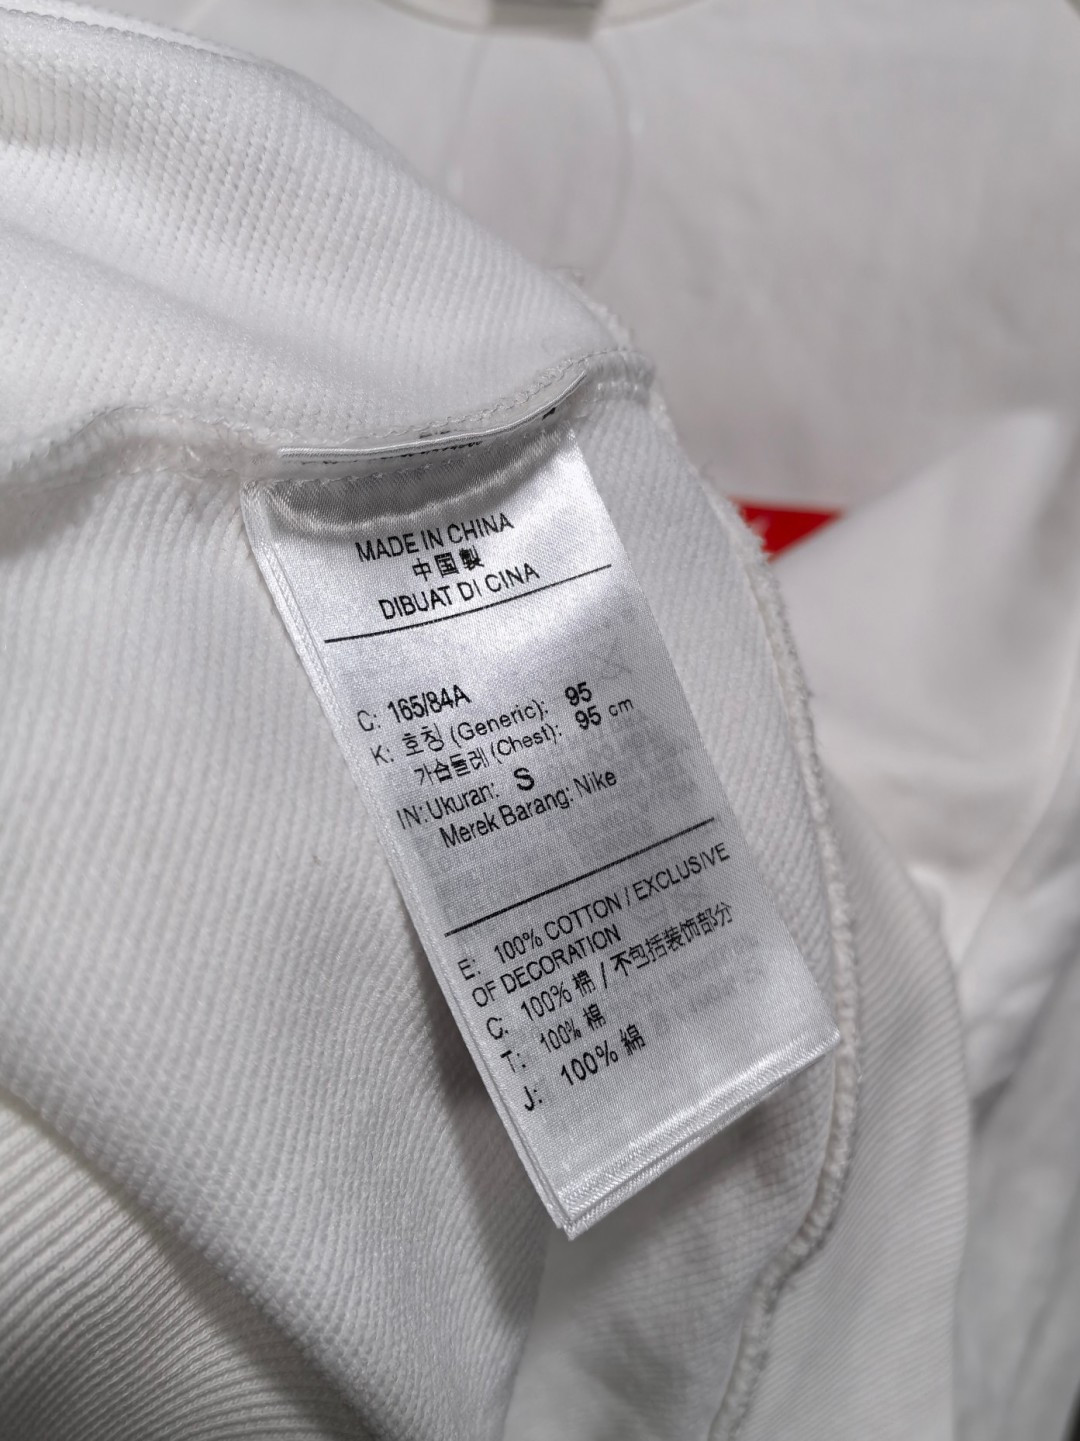 MADE IN CHINA
中国製
DIBUAT DI CINA
C: 165/84A
K: 호칭 (Generic): 95
가슴둘레 (Chest): 95 cm
IN: Ukuran: S
Merek Barang: Nike
E: 100% COTTON / EXCLUSIVE
OF DECORATION
C: 100% 棉 / 不包括装饰部分
T: 100% 棉
J: 100% 綿